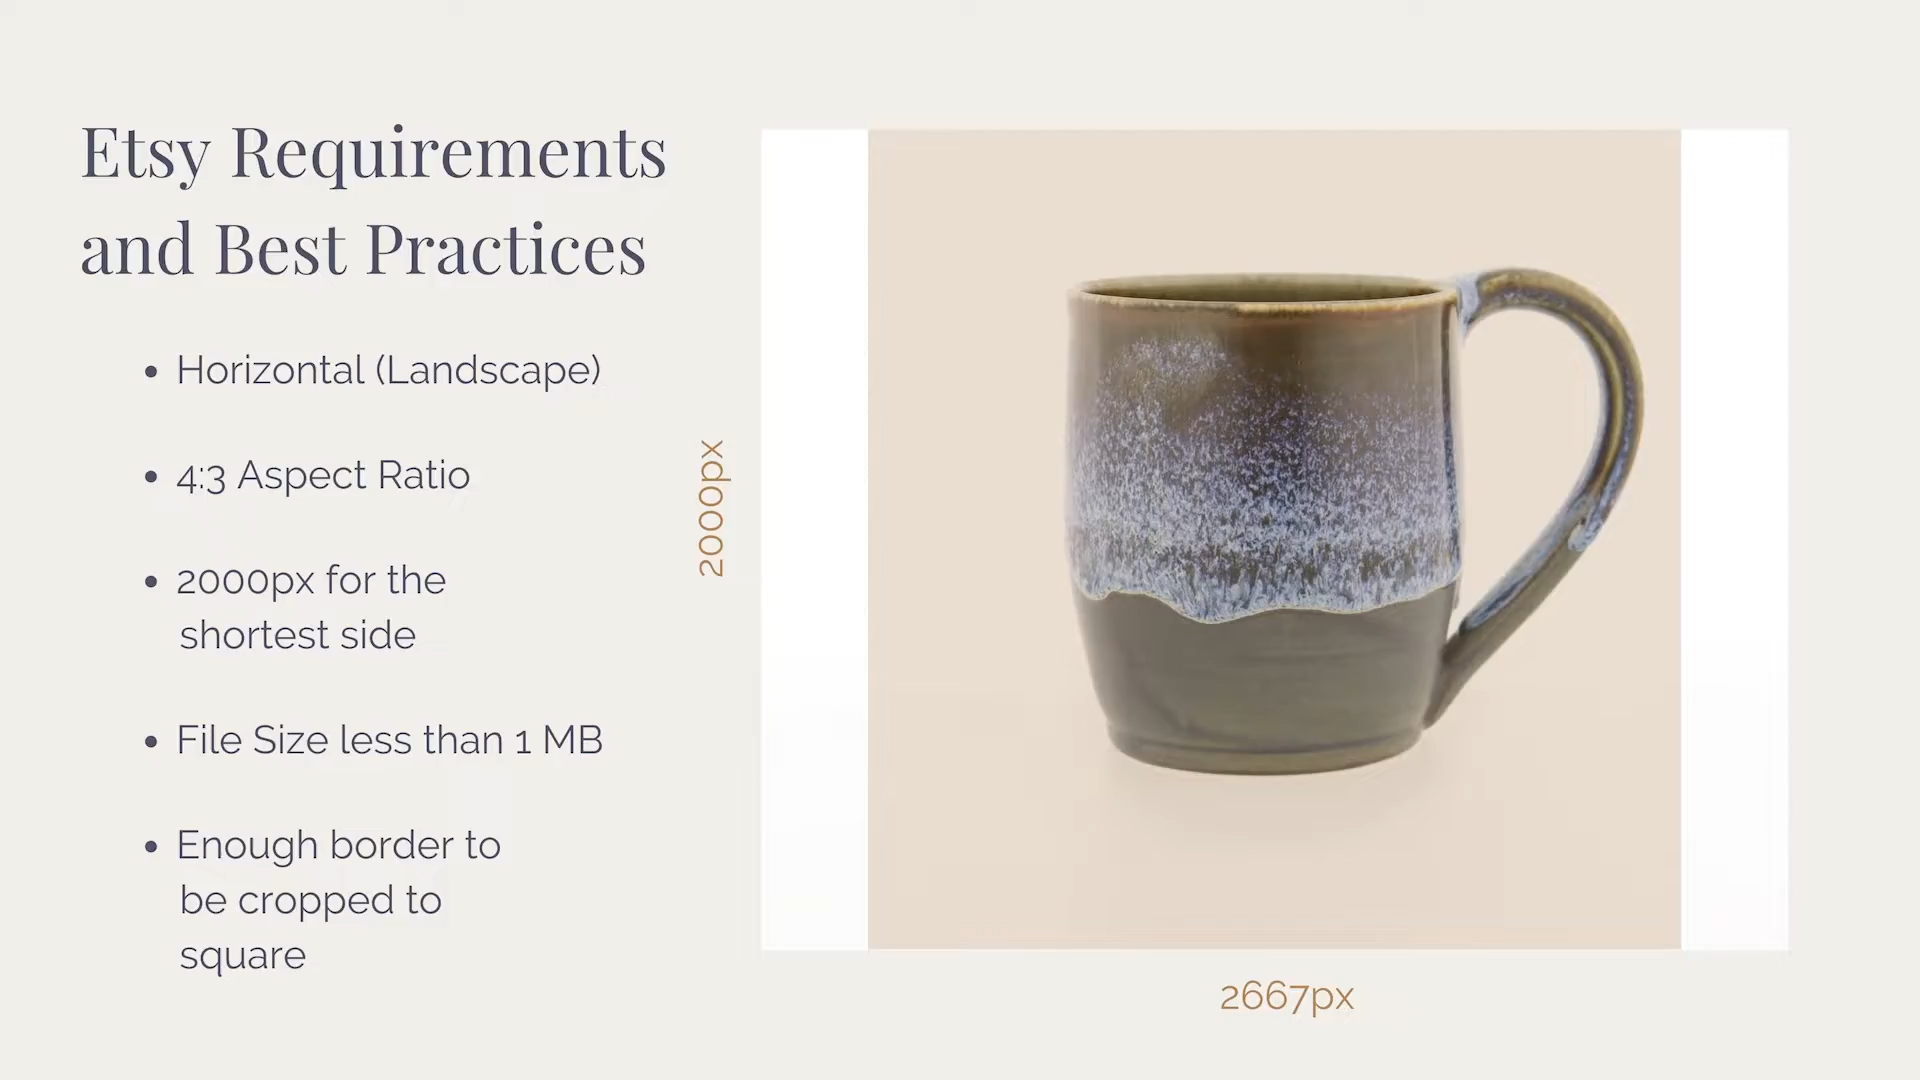 Etsy Requirements
and Best Practices
• Horizontal (Landscape)
• 4:3 Aspect Ratio
• 2000px for the
shortest side
• File Size less than 1 MB
• Enough border to
be cropped to
square
2000px
2667px